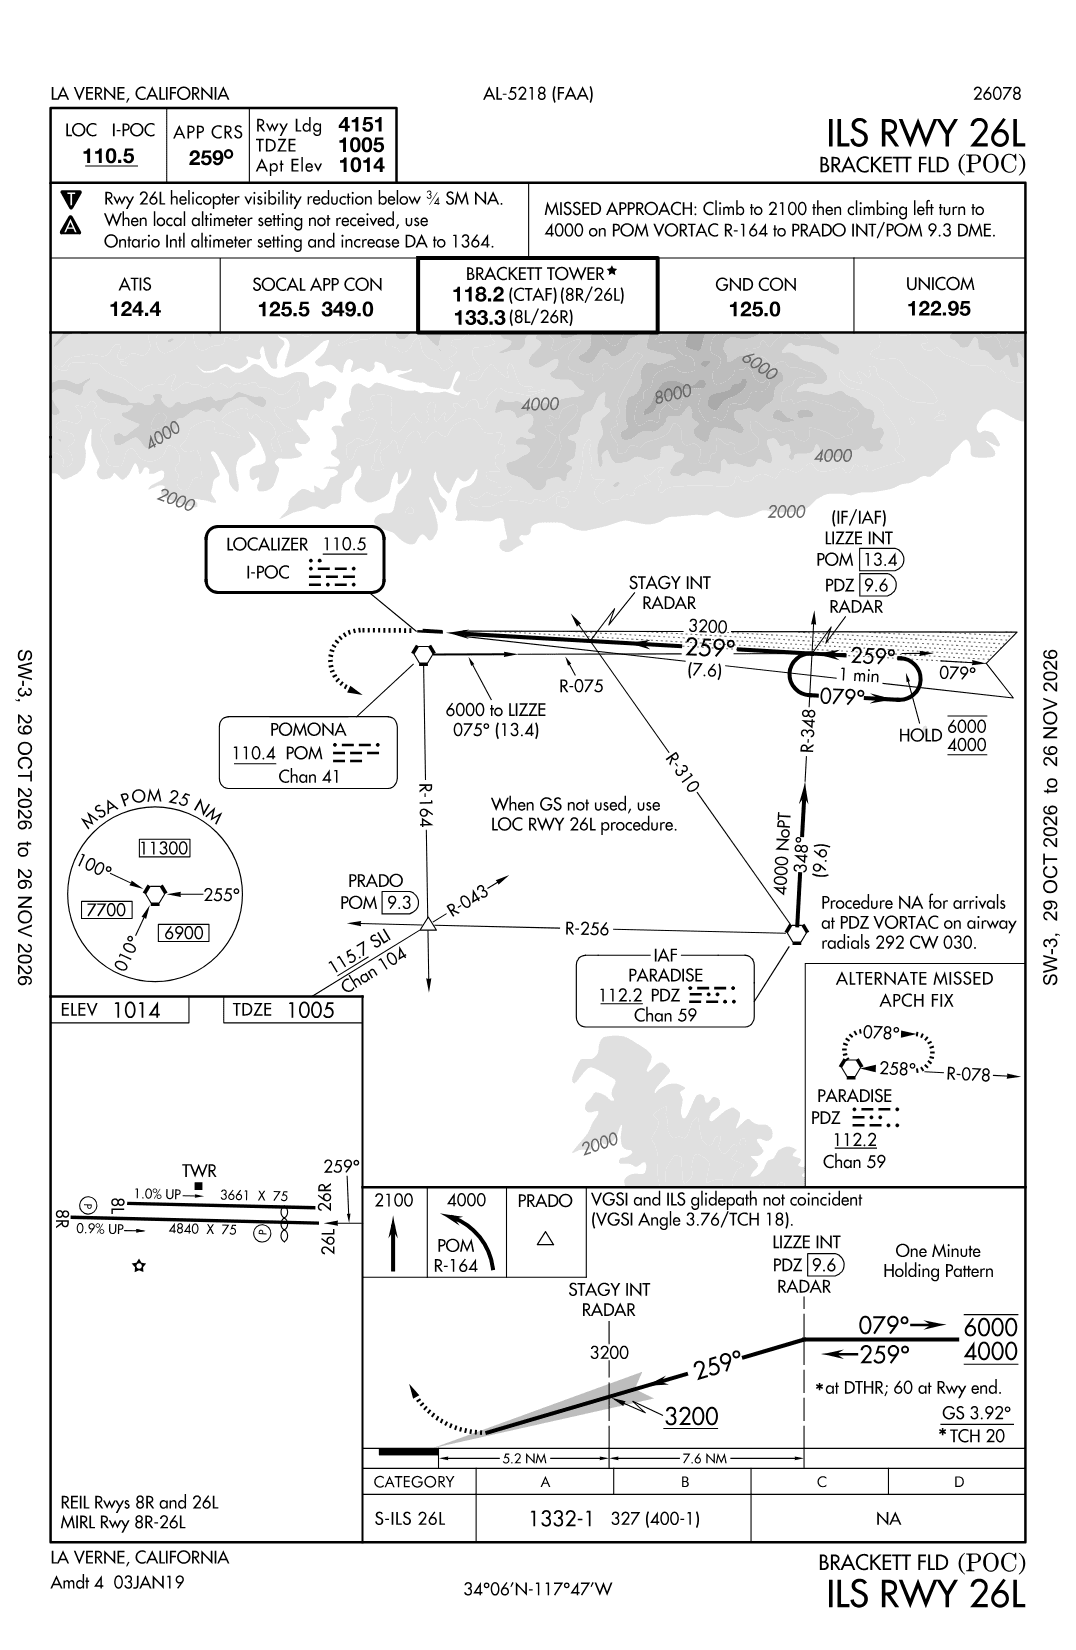 LA VERNE, CALIFORNIA
AL-5218 (FAA)
26078
LOC I-POC
110.5
APP CRS
259°
Rwy Ldg 4151
TDZE 1005
Apt Elev 1014
ILS RWY 26L
BRACKETT FLD (POC)
T
A
Rwy 26L helicopter visibility reduction below ¾ SM NA.
When local altimeter setting not received, use
Ontario Intl altimeter setting and increase DA to 1364.
MISSED APPROACH: Climb to 2100 then climbing left turn to
4000 on POM VORTAC R-164 to PRADO INT/POM 9.3 DME.
ATIS
124.4
SOCAL APP CON
125.5 349.0
BRACKETT TOWER★
118.2 (CTAF) (8R/26L)
133.3 (8L/26R)
GND CON
125.0
UNICOM
122.95
6000
8000
4000
4000
4000
2000
2000
(IF/IAF)
LIZZE INT
POM 13.4
PDZ 9.6
RADAR
LOCALIZER 110.5
I-POC
STAGY INT
RADAR
3200
259°
(7.6)
259°
1 min
079°
079°
R-075
6000 to LIZZE
075° (13.4)
HOLD 6000
4000
R-348
POMONA
110.4 POM
Chan 41
R-310
R-164
When GS not used, use
LOC RWY 26L procedure.
4000 NoPT
348°
(9.6)
MSA POM 25 NM
11300
100°
255°
7700
6900
010°
PRADO
POM 9.3
R-043
R-256
115.7 SLI
Chan 104
Procedure NA for arrivals
at PDZ VORTAC on airway
radials 292 CW 030.
IAF
PARADISE
112.2 PDZ
Chan 59
ALTERNATE MISSED
APCH FIX
078°
258°
R-078
PARADISE
PDZ
112.2
Chan 59
2000
SW-3, 29 OCT 2026 to 26 NOV 2026
SW-3, 29 OCT 2026 to 26 NOV 2026
ELEV 1014
TDZE 1005
TWR
259°
1.0% UP
3661 X 75
8L
26R
8R
0.9% UP
4840 X 75
26L
P
P
REIL Rwys 8R and 26L
MIRL Rwy 8R-26L
2100
4000
POM
R-164
PRADO
VGSI and ILS glidepath not coincident
(VGSI Angle 3.76/TCH 18).
LIZZE INT
PDZ 9.6
RADAR
One Minute
Holding Pattern
STAGY INT
RADAR
3200
259°
079°
259°
6000
4000
3200
*at DTHR; 60 at Rwy end.
GS 3.92°
*TCH 20
5.2 NM
7.6 NM
CATEGORY A B C D
S-ILS 26L 1332-1 327 (400-1) NA
LA VERNE, CALIFORNIA
Amdt 4 03JAN19
34°06'N-117°47'W
BRACKETT FLD (POC)
ILS RWY 26L